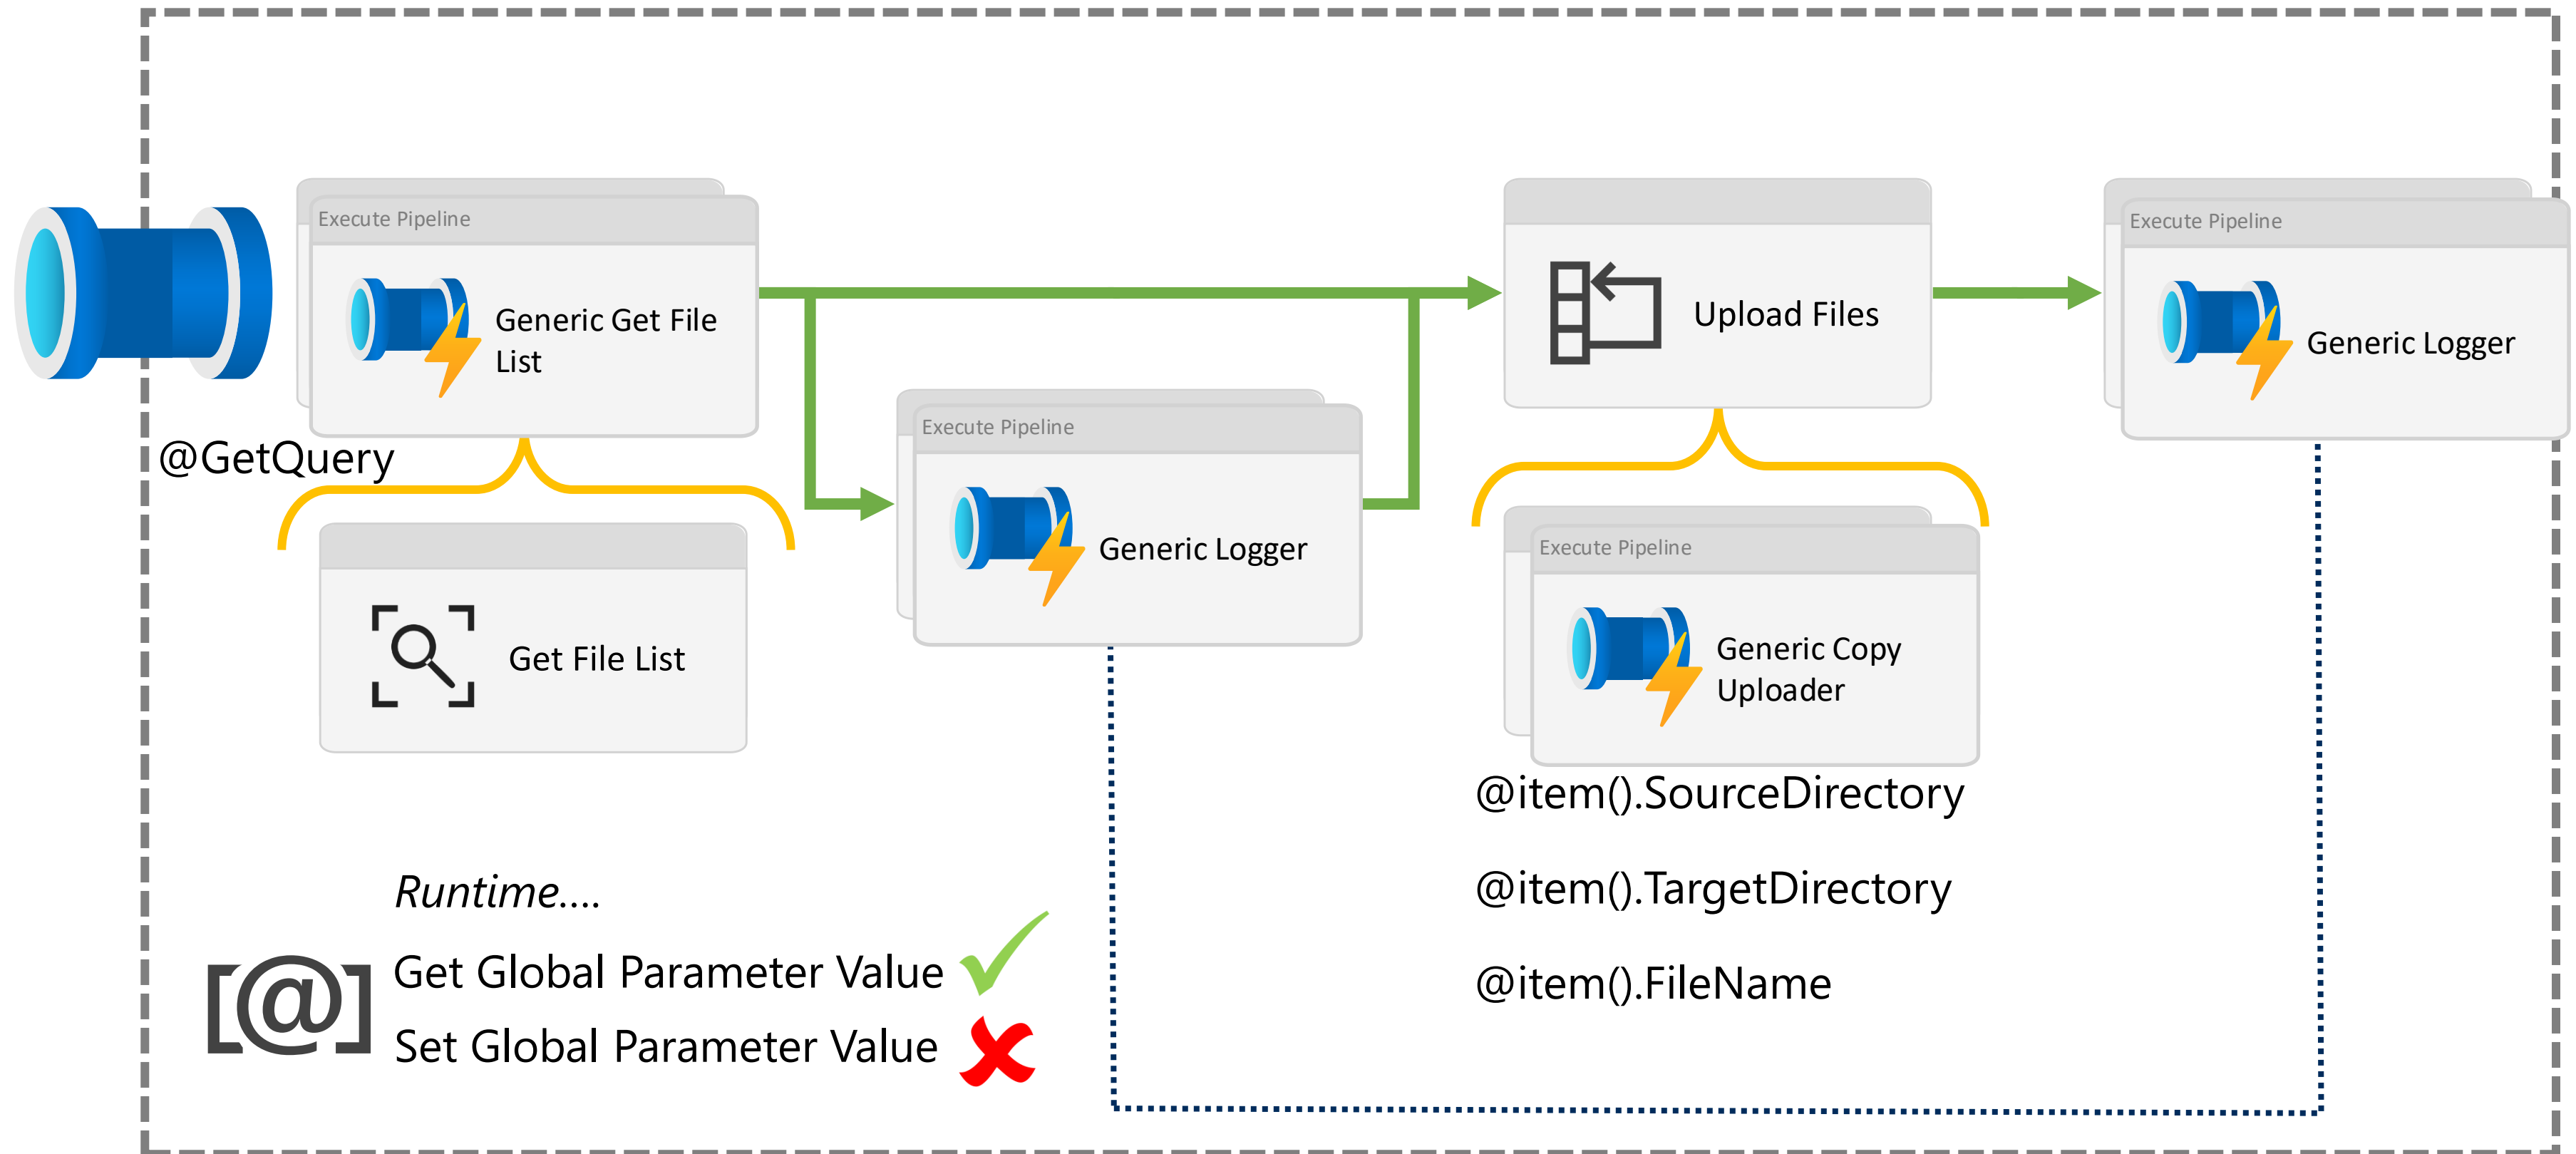 Execute Pipeline
Generic Get File
List
@GetQuery
Get File List
Execute Pipeline
Generic Logger
Upload Files
Execute Pipeline
Generic Copy
Uploader
@item().SourceDirectory
@item().TargetDirectory
@item().FileName
Execute Pipeline
Generic Logger
Runtime....
[@]
Get Global Parameter Value
Set Global Parameter Value